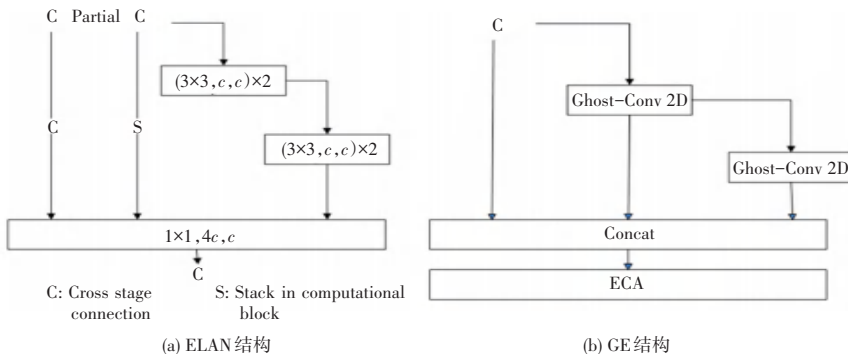 C Partial C
(3×3,c,c)×2
C S
(3×3,c,c)×2
1×1,4c,c
C
C: Cross stage
connection
S: Stack in computational
block
(a) ELAN结构
C
Ghost-Conv 2D
Ghost-Conv 2D
Concat
ECA
(b) GE结构